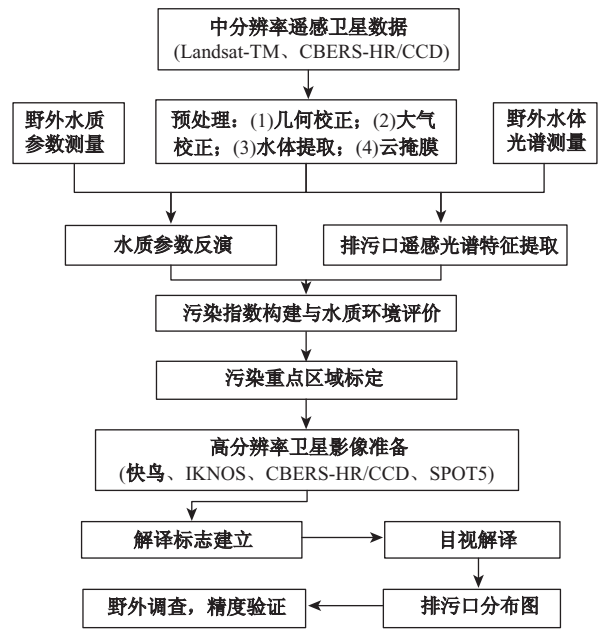 中分辨率遥感卫星数据
(Landsat-TM、CBERS-HR/CCD)
野外水质
参数测量
预处理：(1)几何校正；(2)大气
校正；(3)水体提取；(4)云掩膜
野外水体
光谱测量
水质参数反演
排污口遥感光谱特征提取
污染指数构建与水质环境评价
污染重点区域标定
高分辨率卫星影像准备
(快鸟、IKNOS、CBERS-HR/CCD、SPOT5)
解译标志建立
目视解译
野外调查，精度验证
排污口分布图